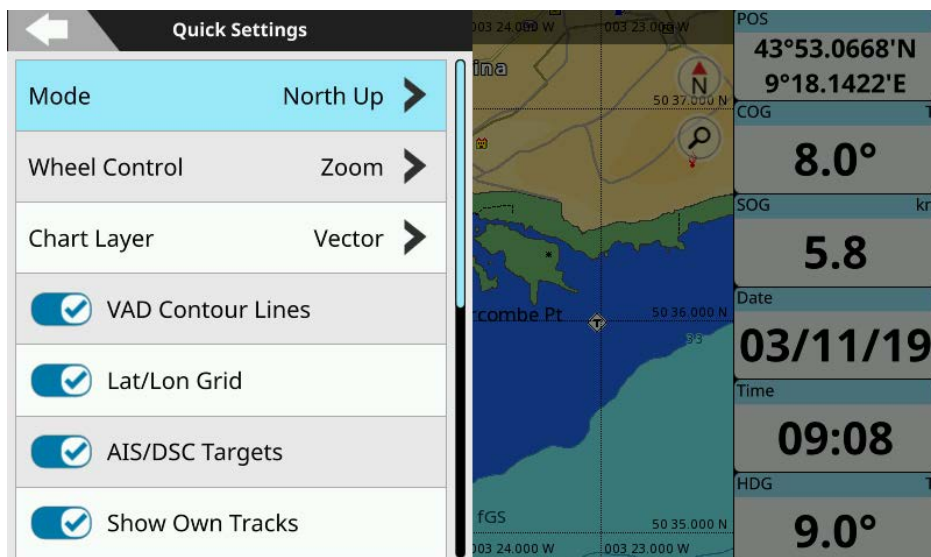 Quick Settings
Mode
North Up
Wheel Control
Zoom
Chart Layer
Vector
VAD Contour Lines
Lat/Lon Grid
AIS/DSC Targets
Show Own Tracks
003 24.000 W
003 23.000 W
ina
N
50 37.000 N
rcombe Pt
50 36.000 N
T
33
fGS
50 35.000 N
003 24.000 W
003 23.000 W
POS
43°53.0668'N
9°18.1422'E
COG
T
8.0°
SOG
kn
5.8
Date
03/11/19
Time
09:08
HDG
T
9.0°